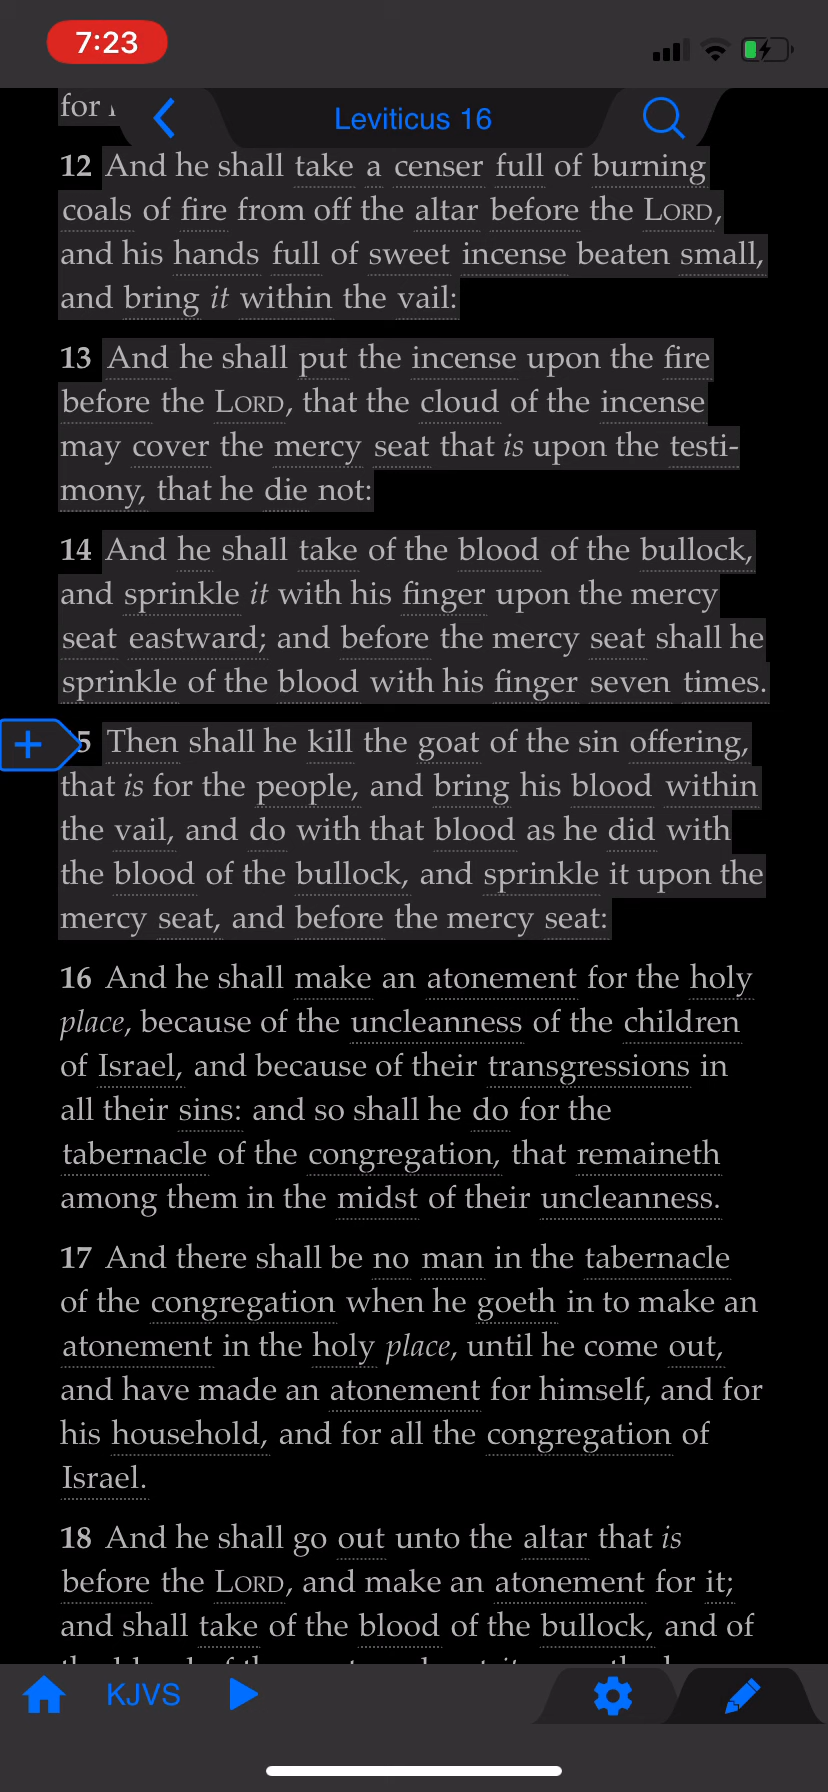 7:23
for
Leviticus 16
12 And he shall take a censer full of burning
coals of fire from off the altar before the LORD,
and his hands full of sweet incense beaten small,
and bring it within the vail:
13 And he shall put the incense upon the fire
before the LORD, that the cloud of the incense
may cover the mercy seat that is upon the testi-
mony, that he die not:
14 And he shall take of the blood of the bullock,
and sprinkle it with his finger upon the mercy
seat eastward; and before the mercy seat shall he
sprinkle of the blood with his finger seven times.
5 Then shall he kill the goat of the sin offering,
that is for the people, and bring his blood within
the vail, and do with that blood as he did with
the blood of the bullock, and sprinkle it upon the
mercy seat, and before the mercy seat:
16 And he shall make an atonement for the holy
place, because of the uncleanness of the children
of Israel, and because of their transgressions in
all their sins: and so shall he do for the
tabernacle of the congregation, that remaineth
among them in the midst of their uncleanness.
17 And there shall be no man in the tabernacle
of the congregation when he goeth in to make an
atonement in the holy place, until he come out,
and have made an atonement for himself, and for
his household, and for all the congregation of
Israel.
18 And he shall go out unto the altar that is
before the LORD, and make an atonement for it;
and shall take of the blood of the bullock, and of
KJVS